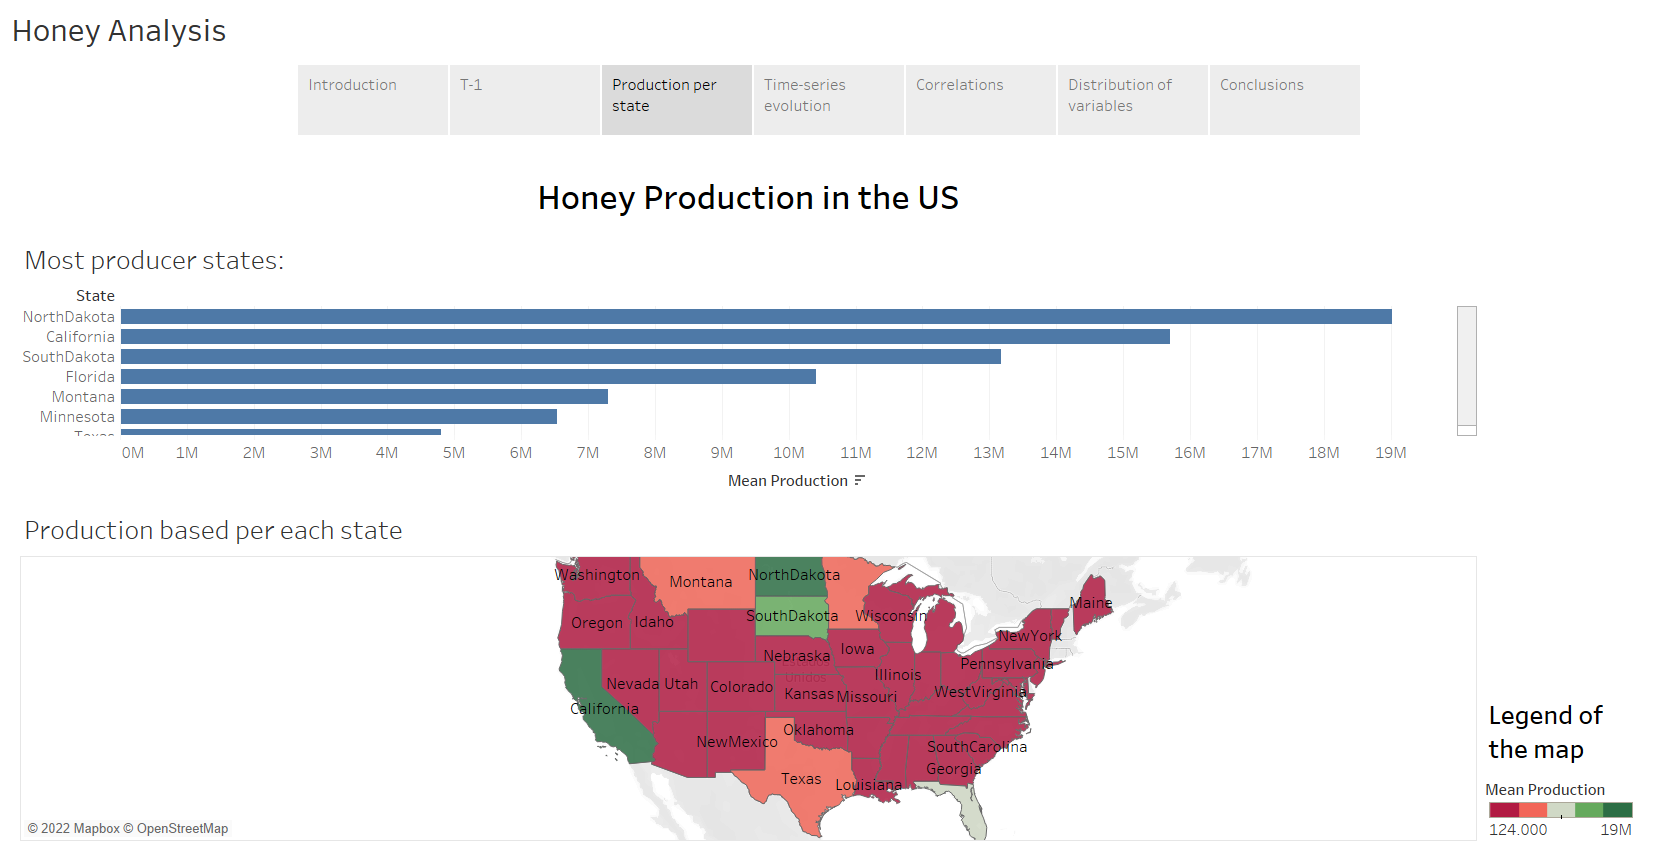 Honey Analysis
Introduction
T-1
Production per
state
Time-series
evolution
Correlations
Distribution of
variables
Conclusions
Honey Production in the US
Most producer states:
State
NorthDakota
California
SouthDakota
Florida
Montana
Minnesota
Texas
0M 1M 2M 3M 4M 5M 6M 7M 8M 9M 10M 11M 12M 13M 14M 15M 16M 17M 18M 19M
Mean Production
Production based per each state
Washington Montana NorthDakota
Maine
Oregon Idaho SouthDakota Wisconsin
NewYork
Nebraska Iowa
Pennsylvania
Estados
Unidos
Illinois
Nevada Utah Colorado Kansas Missouri WestVirginia
California
Oklahoma
NewMexico SouthCarolina
Georgia
Texas Louisiana
© 2022 Mapbox © OpenStreetMap
Legend of
the map
Mean Production
124.000 19M